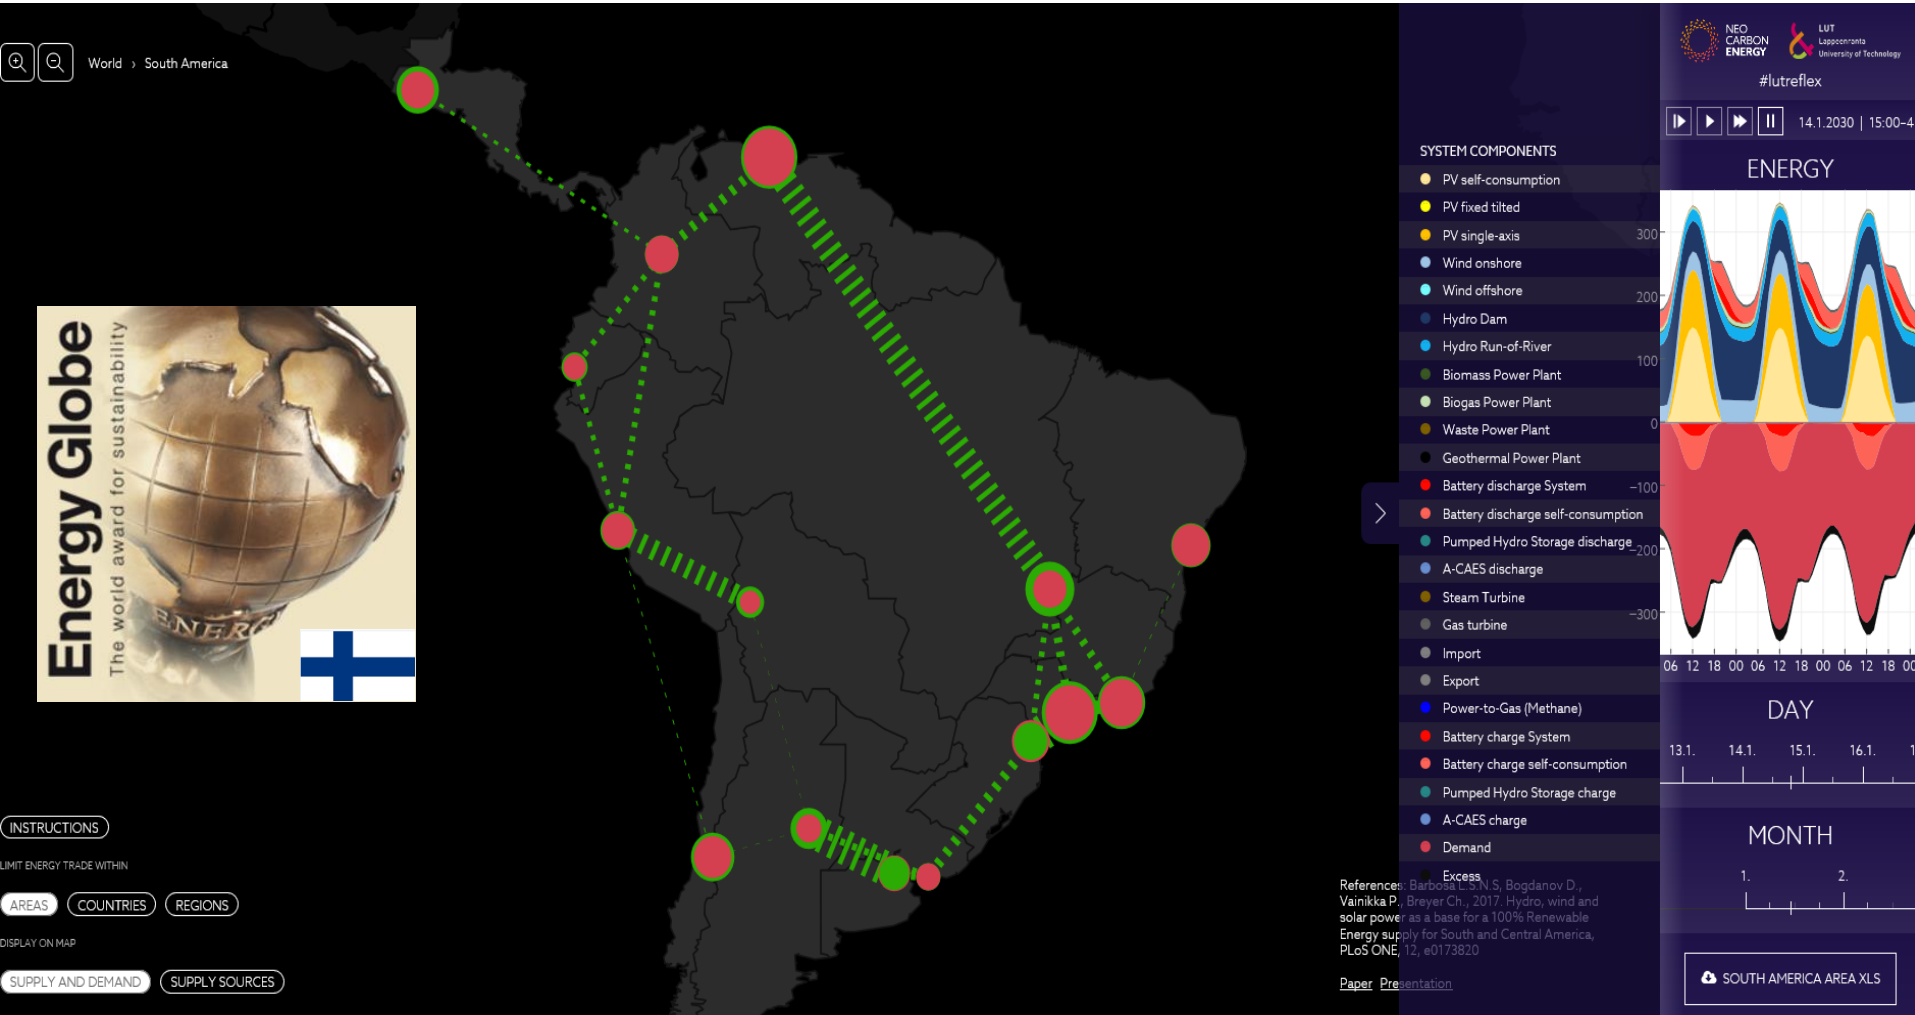 World › South America
Energy Globe
The world award for sustainability
ENERG
INSTRUCTIONS
LIMIT ENERGY TRADE WITHIN
AREAS COUNTRIES REGIONS
DISPLAY ON MAP
SUPPLY AND DEMAND SUPPLY SOURCES
SYSTEM COMPONENTS
PV self-consumption
PV fixed tilted
PV single-axis
Wind onshore
Wind offshore
Hydro Dam
Hydro Run-of-River
Biomass Power Plant
Biogas Power Plant
Waste Power Plant
Geothermal Power Plant
Battery discharge System
Battery discharge self-consumption
Pumped Hydro Storage discharge
A-CAES discharge
Steam Turbine
Gas turbine
Import
Export
Power-to-Gas (Methane)
Battery charge System
Battery charge self-consumption
Pumped Hydro Storage charge
A-CAES charge
Demand
Excess
References: Barbosa L.S.N.S, Bogdanov D.,
Vainikka P., Breyer Ch., 2017. Hydro, wind and
solar power as a base for a 100% Renewable
Energy supply for South and Central America,
PLoS ONE, 12, e0173820
Paper Presentation
NEO
CARBON
ENERGY
LUT
Lappeenranta
University of Technology
#lutreflex
14.1.2030 | 15:00–4
ENERGY
300
200
100
0
–100
–200
–300
06 12 18 00 06 12 18 00 06 12 18 00
DAY
13.1. 14.1. 15.1. 16.1. 1
MONTH
1. 2.
SOUTH AMERICA AREA XLS